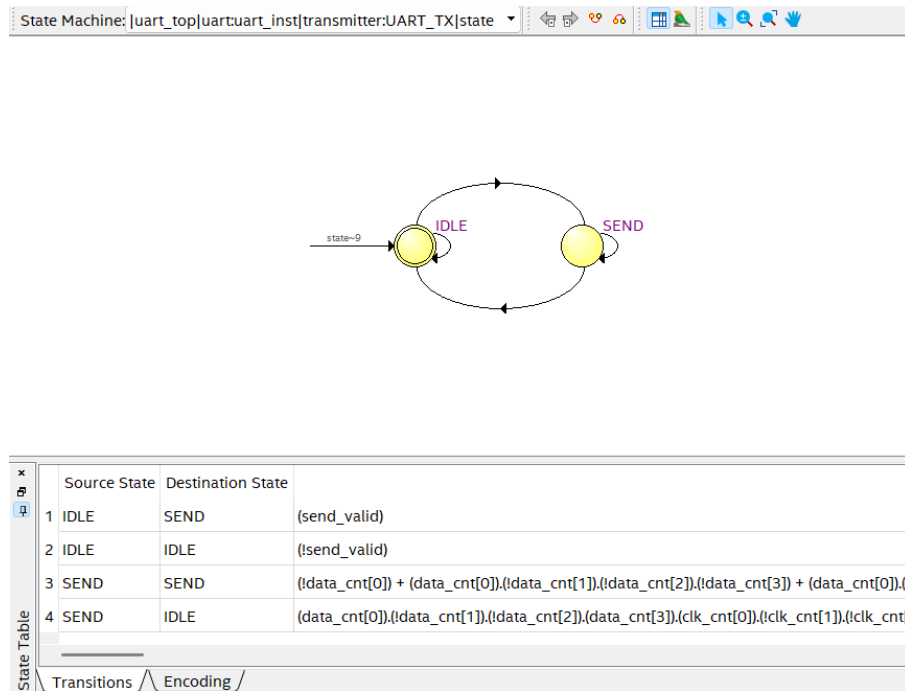 State Machine: |uart_top|uart:uart_inst|transmitter:UART_TX|state
IDLE
SEND
state~9
Source State Destination State
1 IDLE SEND (send_valid)
2 IDLE IDLE (!send_valid)
3 SEND SEND (!data_cnt[0]) + (data_cnt[0]).(!data_cnt[1]).(!data_cnt[2]).(!data_cnt[3]) + (data_cnt[0]).(
4 SEND IDLE (data_cnt[0]).(!data_cnt[1]).(!data_cnt[2]).(data_cnt[3]).(clk_cnt[0]).(!clk_cnt[1]).(!clk_cnt[
State Table
Transitions Encoding